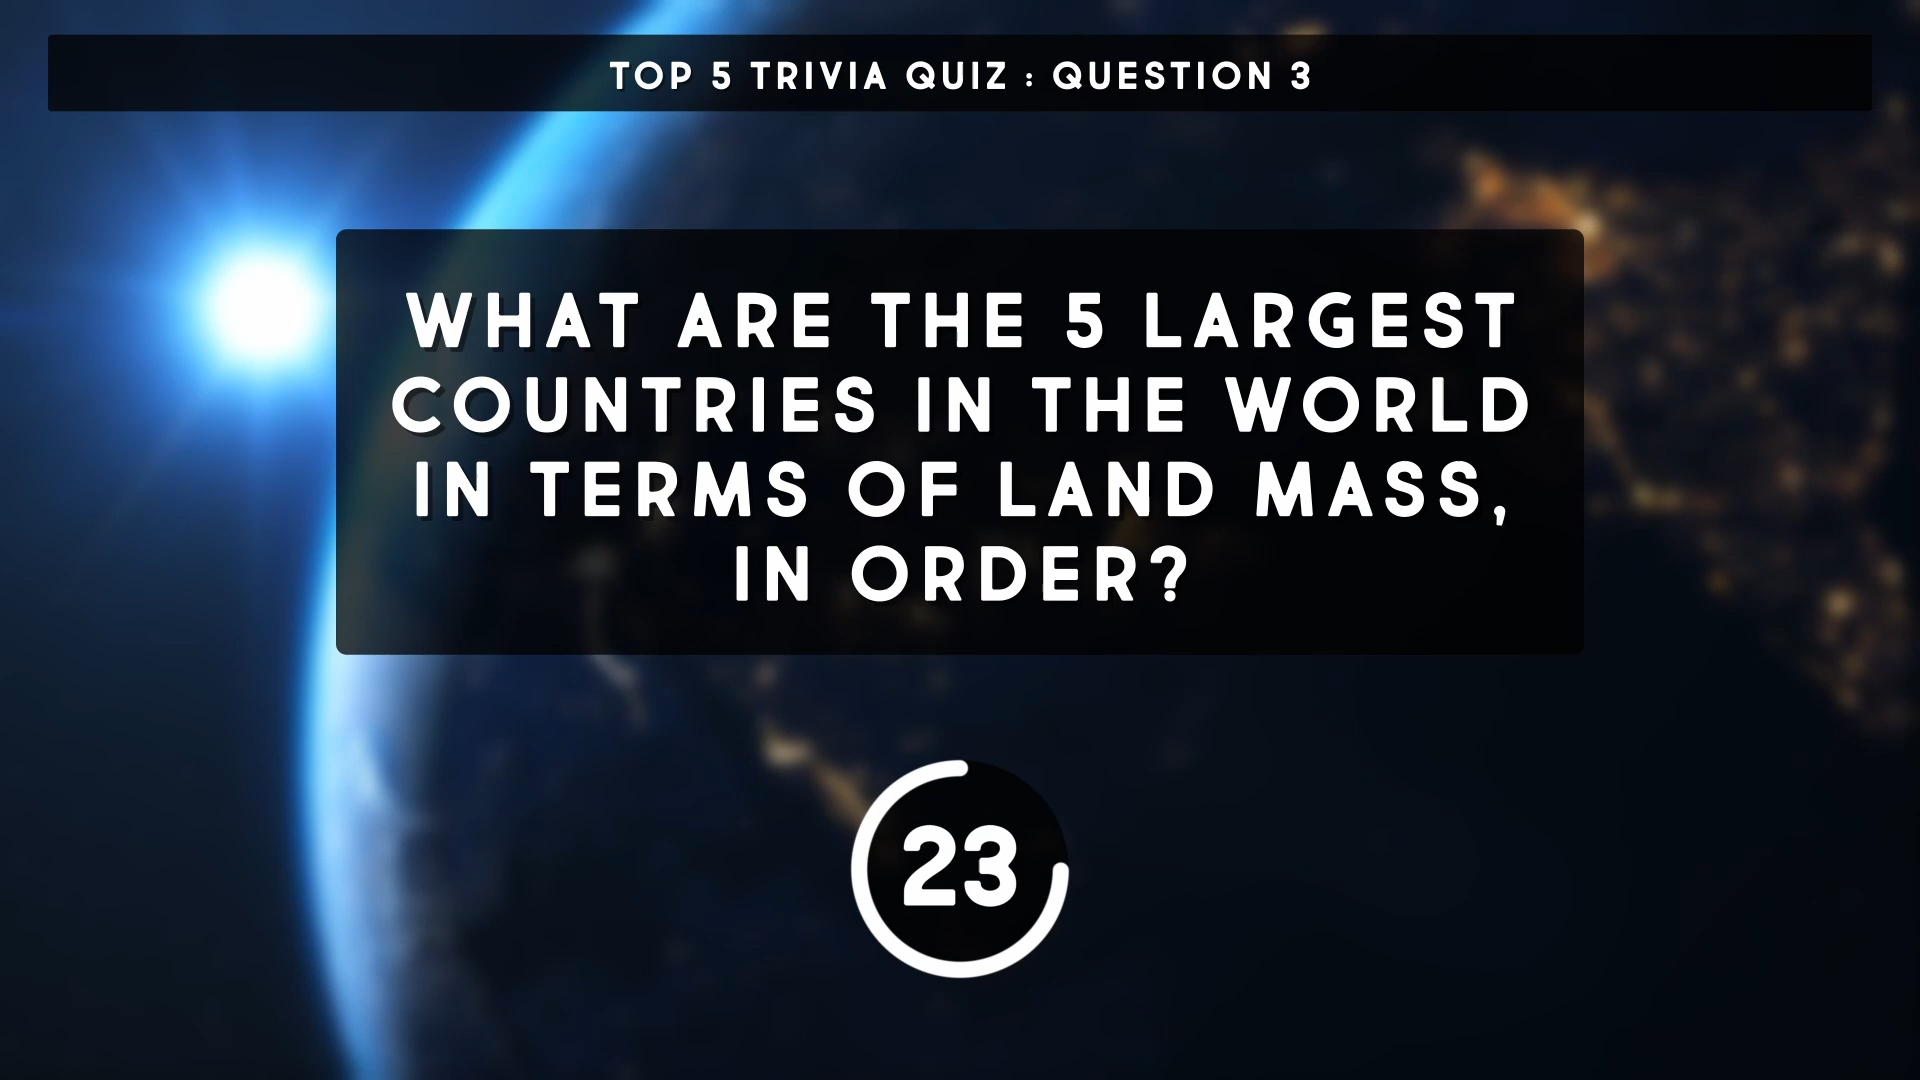 TOP 5 TRIVIA QUIZ : QUESTION 3
WHAT ARE THE 5 LARGEST
COUNTRIES IN THE WORLD
IN TERMS OF LAND MASS,
IN ORDER?
23